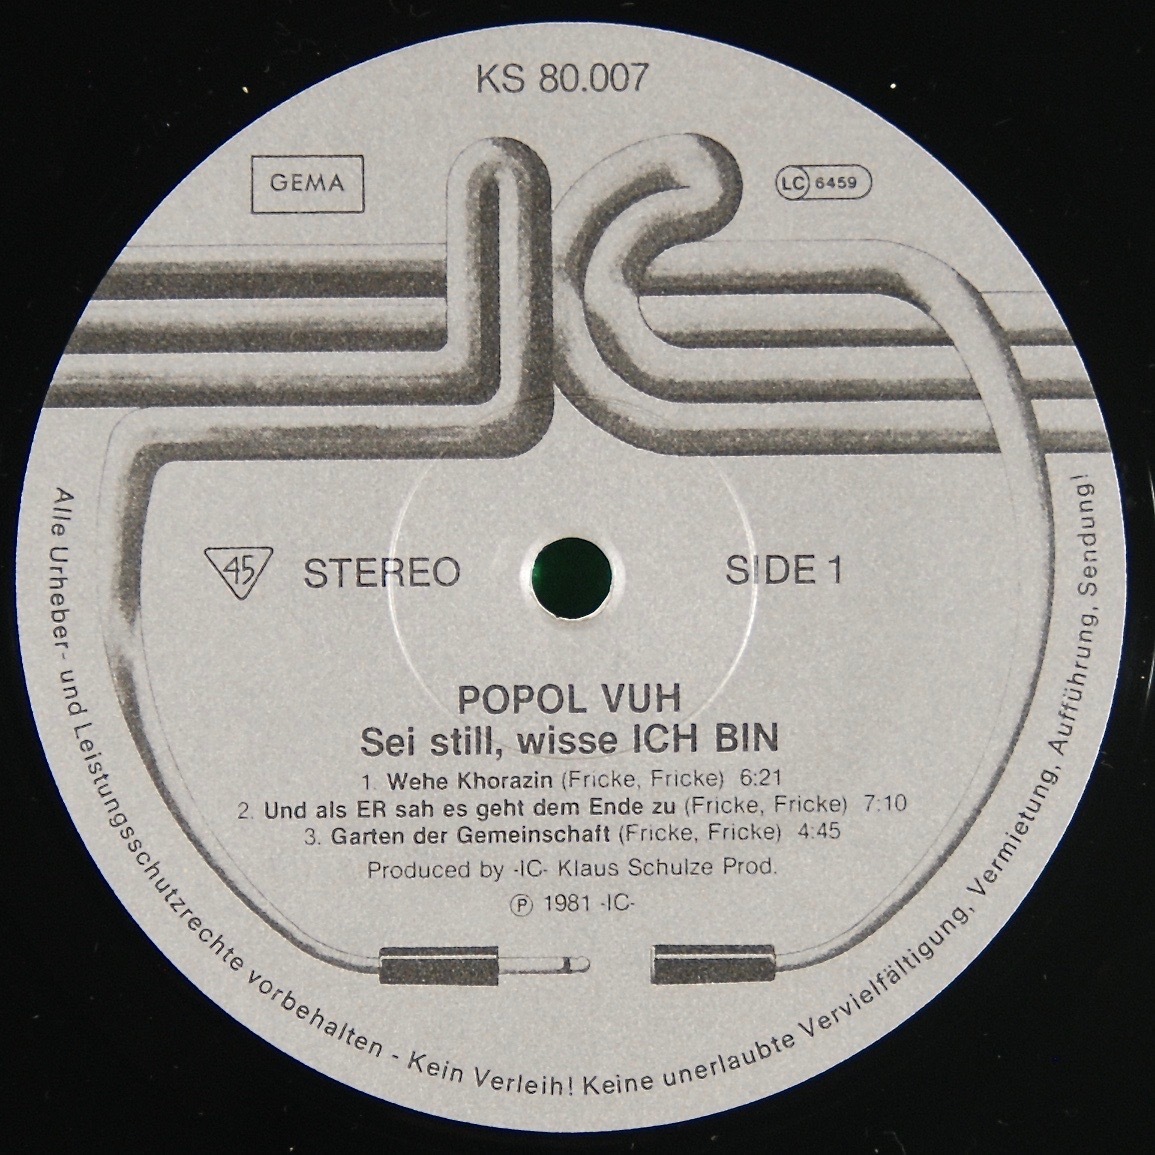 KS 80.007
GEMA
LC 6459
45 STEREO
SIDE 1
POPOL VUH
Sei still, wisse ICH BIN
1. Wehe Khorazin (Fricke, Fricke) 6:21
2. Und als ER sah es geht dem Ende zu (Fricke, Fricke) 7:10
3. Garten der Gemeinschaft (Fricke, Fricke) 4:45
Produced by -IC- Klaus Schulze Prod.
Ⓟ 1981 -IC-
Alle Urheber- und Leistungsschutzrechte vorbehalten - Kein Verleih! Keine unerlaubte Vervielfältigung, Vermietung, Aufführung, Sendung!